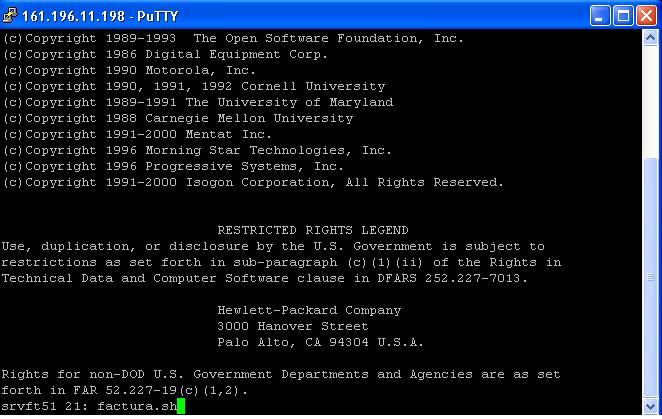 161.196.11.198 - PuTTY
(c)Copyright 1989-1993  The Open Software Foundation, Inc.
(c)Copyright 1986 Digital Equipment Corp.
(c)Copyright 1990 Motorola, Inc.
(c)Copyright 1990, 1991, 1992 Cornell University
(c)Copyright 1989-1991 The University of Maryland
(c)Copyright 1988 Carnegie Mellon University
(c)Copyright 1991-2000 Mentat Inc.
(c)Copyright 1996 Morning Star Technologies, Inc.
(c)Copyright 1996 Progressive Systems, Inc.
(c)Copyright 1991-2000 Isogon Corporation, All Rights Reserved.
RESTRICTED RIGHTS LEGEND
Use, duplication, or disclosure by the U.S. Government is subject to
restrictions as set forth in sub-paragraph (c)(1)(ii) of the Rights in
Technical Data and Computer Software clause in DFARS 252.227-7013.
Hewlett-Packard Company
3000 Hanover Street
Palo Alto, CA 94304 U.S.A.
Rights for non-DOD U.S. Government Departments and Agencies are as set
forth in FAR 52.227-19(c)(1,2).
srvft51 21: factura.sh